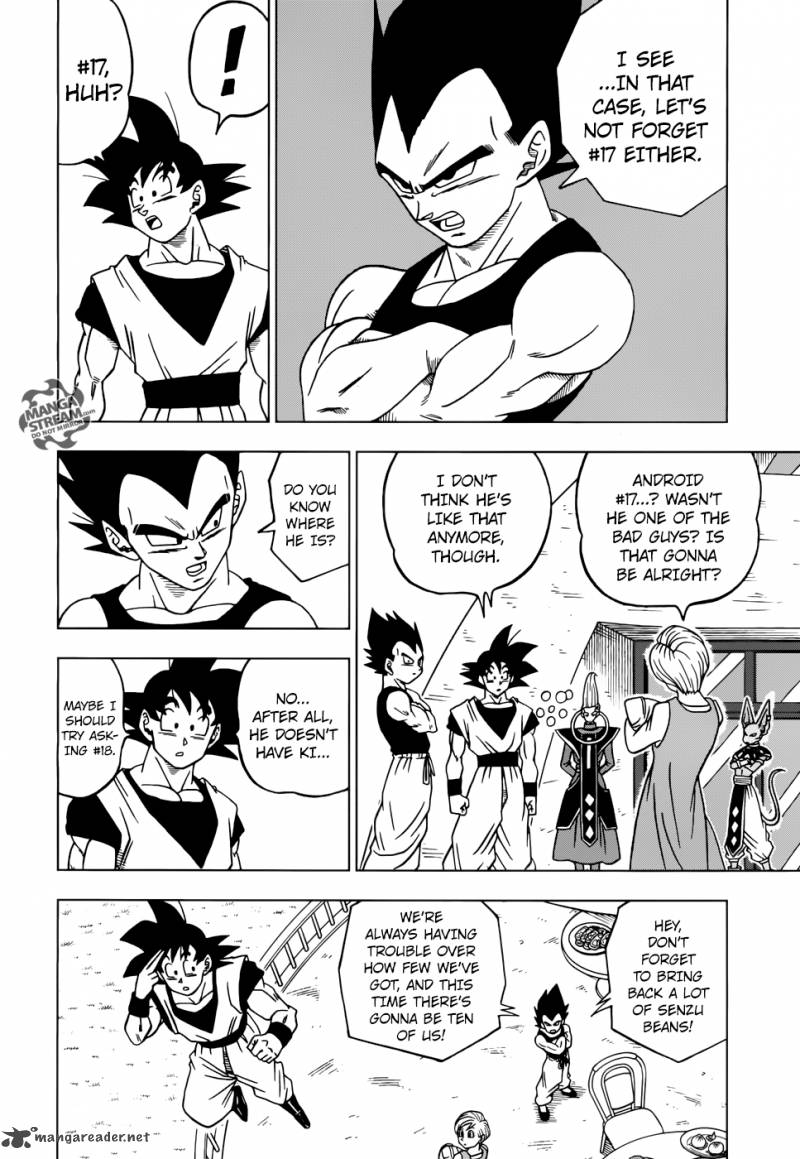 I SEE
...IN THAT
CASE, LET'S
NOT FORGET
#17 EITHER.
!
#17,
HUH?
MANGA
STREAM.com
DO NOT MIRROR
ANDROID
#17...? WASN'T
HE ONE OF THE
BAD GUYS? IS
THAT GONNA
BE ALRIGHT?
I DON'T
THINK HE'S
LIKE THAT
ANYMORE,
THOUGH.
DO YOU
KNOW
WHERE
HE IS?
NO...
AFTER ALL,
HE DOESN'T
HAVE KI...
MAYBE I
SHOULD
TRY ASK-
ING #18.
HEY,
DON'T
FORGET
TO BRING
BACK A LOT
OF SENZU
BEANS!
WE'RE
ALWAYS HAVING
TROUBLE OVER
HOW FEW WE'VE
GOT, AND THIS
TIME THERE'S
GONNA BE TEN
OF US!
mangareader.net